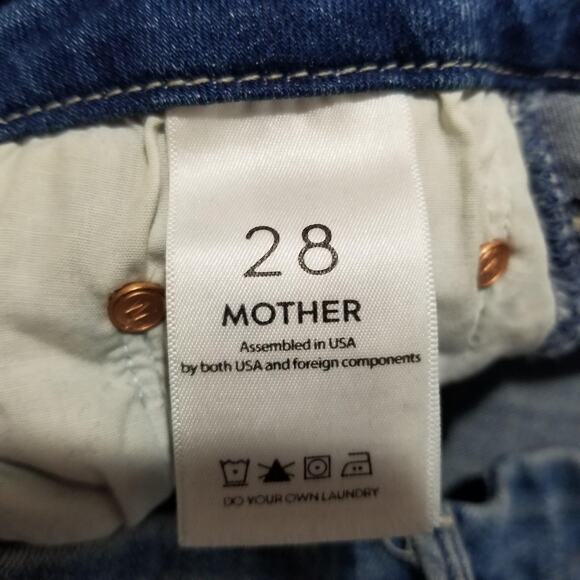 28
MOTHER
Assembled in USA
by both USA and foreign components
DO YOUR OWN LAUNDRY